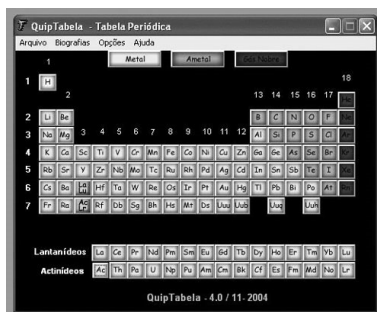 QuipTabela - Tabela Periódica
Arquivo Biografias Opções Ajuda
Metal Ametal Gás Nobre
1 18
1 H He
2 13 14 15 16 17
2 Li Be B C N O F
3 Na Mg 3 4 5 6 7 8 9 10 11 12 Al Si P S Cl
4 K Ca Sc Ti V Cr Mn Fe Co Ni Cu Zn Ga Ge As Se Br
5 Rb Sr Y Zr Nb Mo Tc Ru Rh Pd Ag Cd In Sn Sb Te I
6 Cs Ba La Lu Hf Ta W Re Os Ir Pt Au Hg Tl Pb Bi Po At
7 Fr Ra Ac Lr Rf Db Sg Bh Hs Mt Ds Uuu Uub Uuq Uuh
Lantanídeos La Ce Pr Nd Pm Sm Eu Gd Tb Dy Ho Er Tm Yb Lu
Actinídeos Ac Th Pa U Np Pu Am Cm Bk Cf Es Fm Md No Lr
QuipTabela - 4.0 / 11- 2004